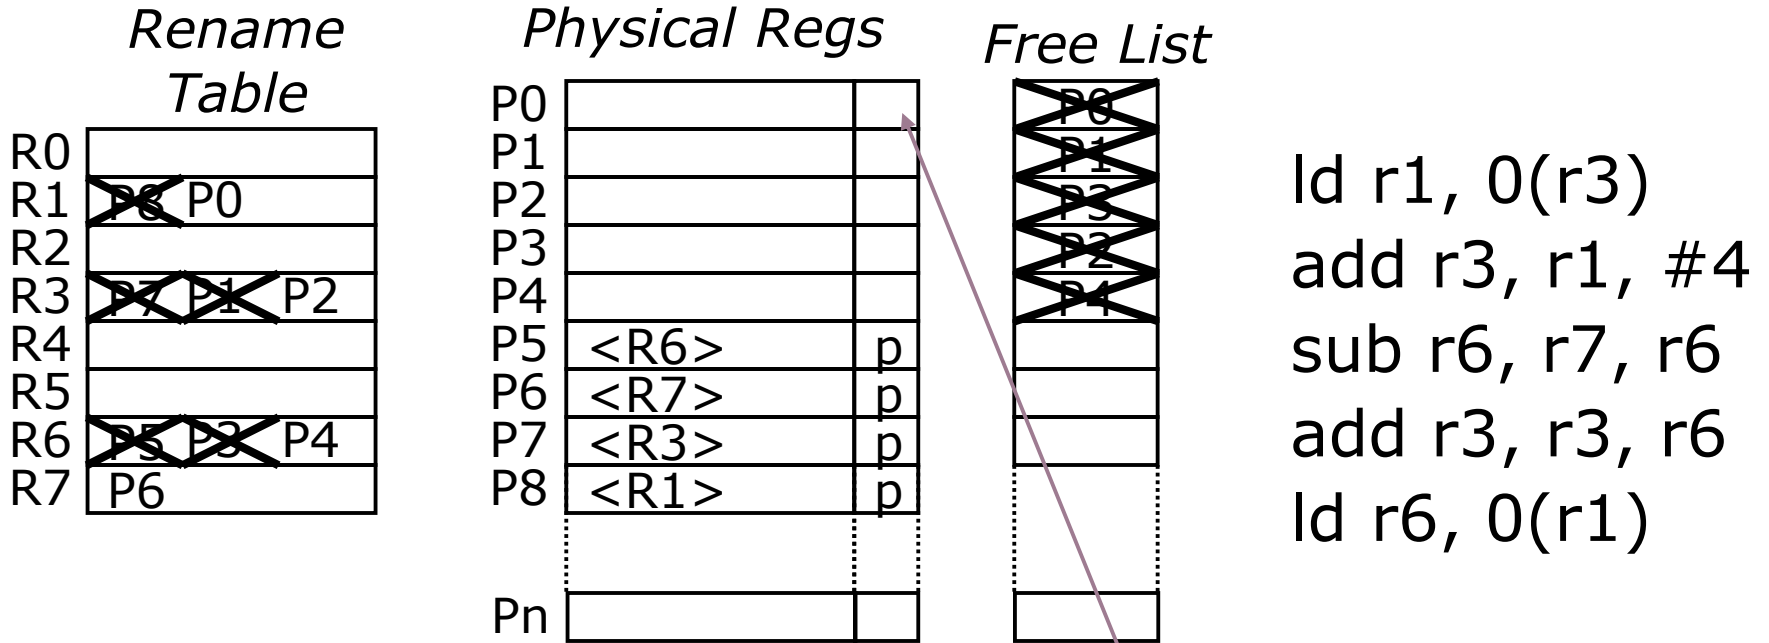 Rename
Table
R0
R1 P8 P0
R2
R3 P7 P1 P2
R4
R5
R6 P5 P3 P4
R7 P6
Physical Regs
P0
P1
P2
P3
P4
P5 <R6> p
P6 <R7> p
P7 <R3> p
P8 <R1> p
Pn
Free List
P0
P1
P3
P2
P4
ld r1, 0(r3)
add r3, r1, #4
sub r6, r7, r6
add r3, r3, r6
ld r6, 0(r1)